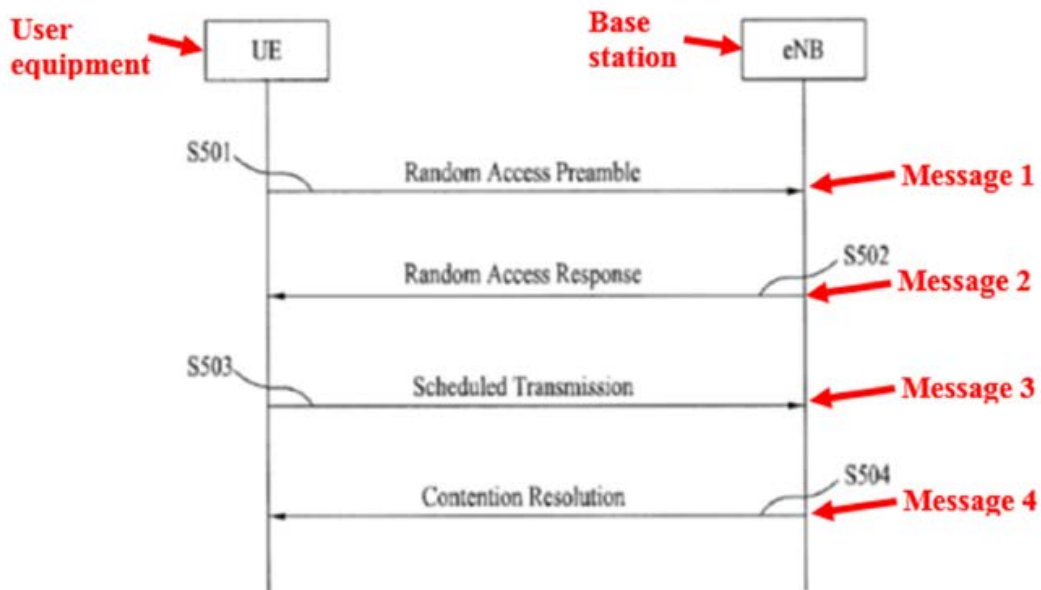 User
equipment
UE
Base
station
eNB
S501
Random Access Preamble
Message 1
Random Access Response
S502
Message 2
S503
Scheduled Transmission
Message 3
Contention Resolution
S504
Message 4